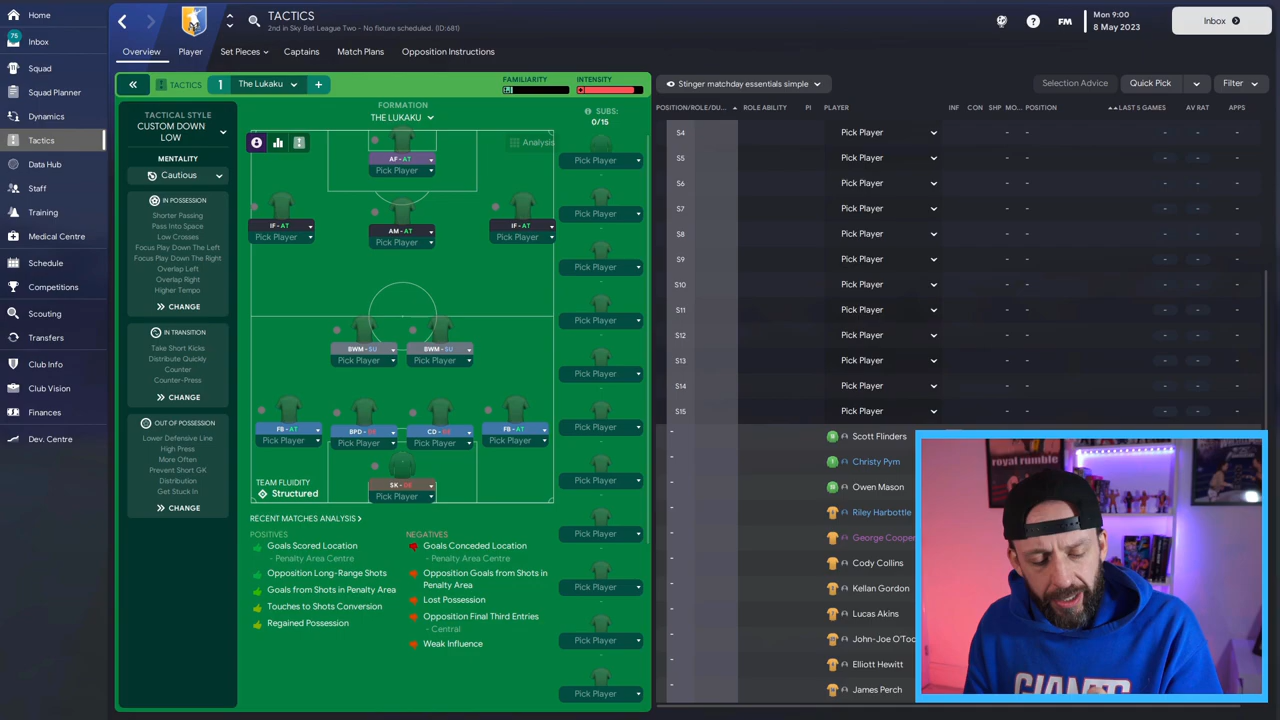 Home
75
Inbox
Squad
Squad Planner
Dynamics
Tactics
Data Hub
Staff
Training
Medical Centre
Schedule
Competitions
Scouting
Transfers
Club Info
Club Vision
Finances
Dev. Centre
TACTICS
2nd in Sky Bet League Two - No fixture scheduled. (ID:681)
FM
Mon 9:00
8 May 2023
Inbox
Overview
Player
Set Pieces
Captains
Match Plans
Opposition Instructions
TACTICS
1
The Lukaku
FAMILIARITY
INTENSITY
TACTICAL STYLE
CUSTOM DOWN
LOW
MENTALITY
Cautious
IN POSSESSION
Shorter Passing
Pass Into Space
Low Crosses
Focus Play Down The Left
Focus Play Down The Right
Overlap Left
Overlap Right
Higher Tempo
CHANGE
IN TRANSITION
Take Short Kicks
Distribute Quickly
Counter
Counter-Press
CHANGE
OUT OF POSSESSION
Lower Defensive Line
High Press
More Often
Prevent Short GK
Distribution
Get Stuck In
CHANGE
FORMATION
THE LUKAKU
Analysis
AF - AT
Pick Player
IF - AT
Pick Player
AM - AT
Pick Player
IF - AT
Pick Player
BWM - SU
Pick Player
BWM - SU
Pick Player
FB - AT
Pick Player
BPD - DE
Pick Player
CD - DE
Pick Player
FB - AT
Pick Player
SK - DE
Pick Player
TEAM FLUIDITY
Structured
SUBS:
0/15
Pick Player
Pick Player
Pick Player
Pick Player
Pick Player
Pick Player
Pick Player
Pick Player
Pick Player
Pick Player
Pick Player
RECENT MATCHES ANALYSIS
POSITIVES
Goals Scored Location
- Penalty Area Centre
Opposition Long-Range Shots
Goals from Shots in Penalty Area
Touches to Shots Conversion
Regained Possession
NEGATIVES
Goals Conceded Location
- Penalty Area Centre
Opposition Goals from Shots in
Penalty Area
Lost Possession
Opposition Final Third Entries
- Central
Weak Influence
Stinger matchday essentials simple
Selection Advice
Quick Pick
Filter
POSITION/ROLE/DU... ROLE ABILITY PI PLAYER INF CON SHP MO... POSITION LAST 5 GAMES AV RAT APPS
S4 Pick Player - - - - -
S5 Pick Player - - - - -
S6 Pick Player - - - - -
S7 Pick Player - - - - -
S8 Pick Player - - - - -
S9 Pick Player - - - - -
S10 Pick Player - - - - -
S11 Pick Player - - - - -
S12 Pick Player - - - - -
S13 Pick Player - - - - -
S14 Pick Player - - - - -
S15 Pick Player - - - - -
- Scott Flinders
- Christy Pym
- Owen Mason
- Riley Harbottle
- George Cooper
- Cody Collins
- Kellan Gordon
- Lucas Akins
- John-Joe O'Too
- Elliott Hewitt
- James Perch
royal rumble
GIANTS